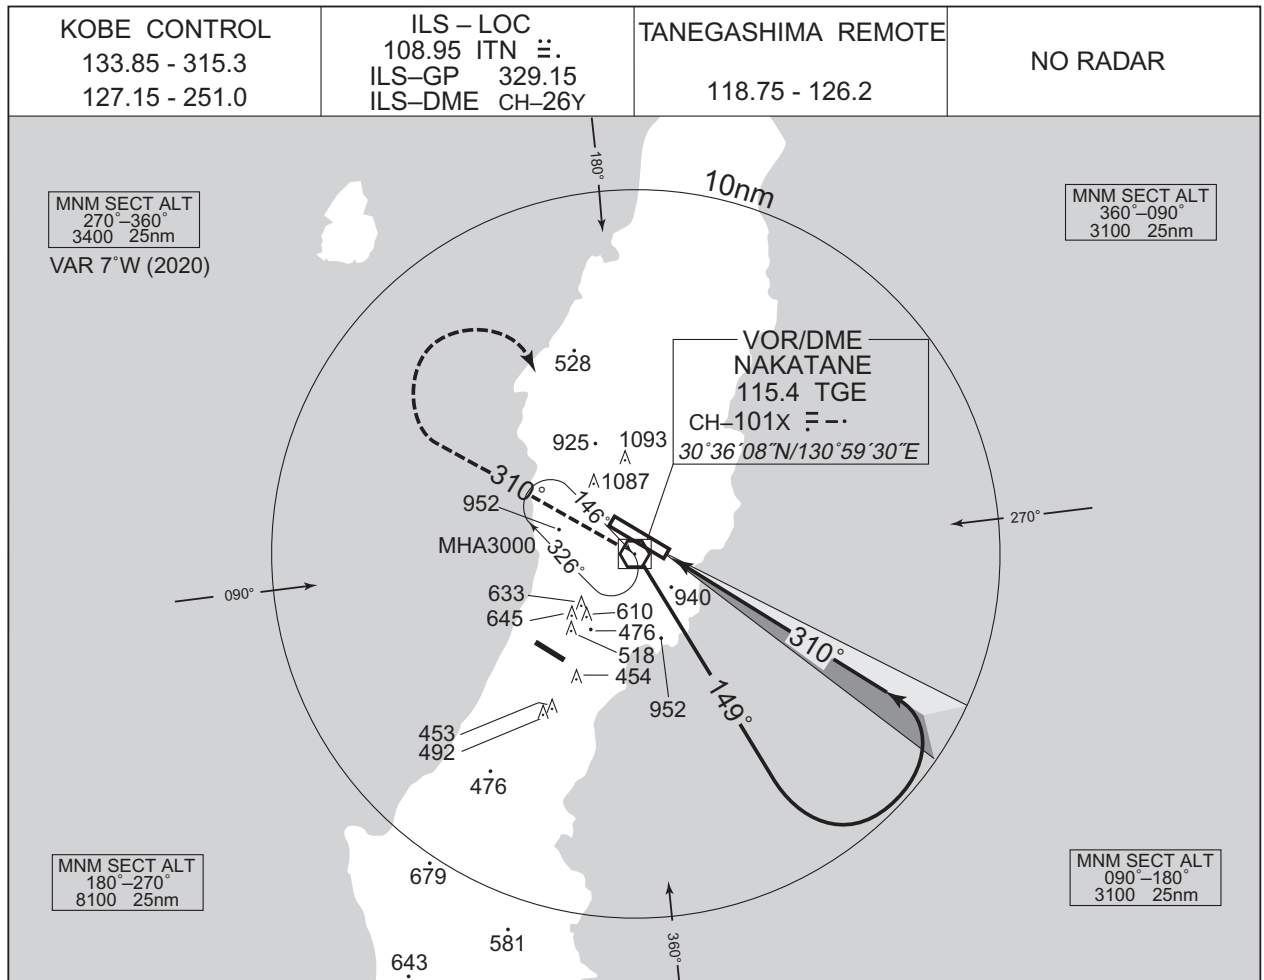 KOBE CONTROL
133.85 - 315.3
127.15 - 251.0
ILS – LOC
108.95 ITN
ILS–GP 329.15
ILS–DME CH–26Y
TANEGASHIMA REMOTE
118.75 - 126.2
NO RADAR
180°
10nm
MNM SECT ALT
270°–360°
3400 25nm
VAR 7°W (2020)
MNM SECT ALT
360°–090°
3100 25nm
528
VOR/DME
NAKATANE
115.4 TGE
CH–101X
30°36´08˝N/130°59´30˝E
925
1093
1087
310°
146°
952
MHA3000
326°
270°
090°
633
645
610
476
518
454
940
310°
149°
952
453
492
476
679
MNM SECT ALT
180°–270°
8100 25nm
MNM SECT ALT
090°–180°
3100 25nm
581
643
360°